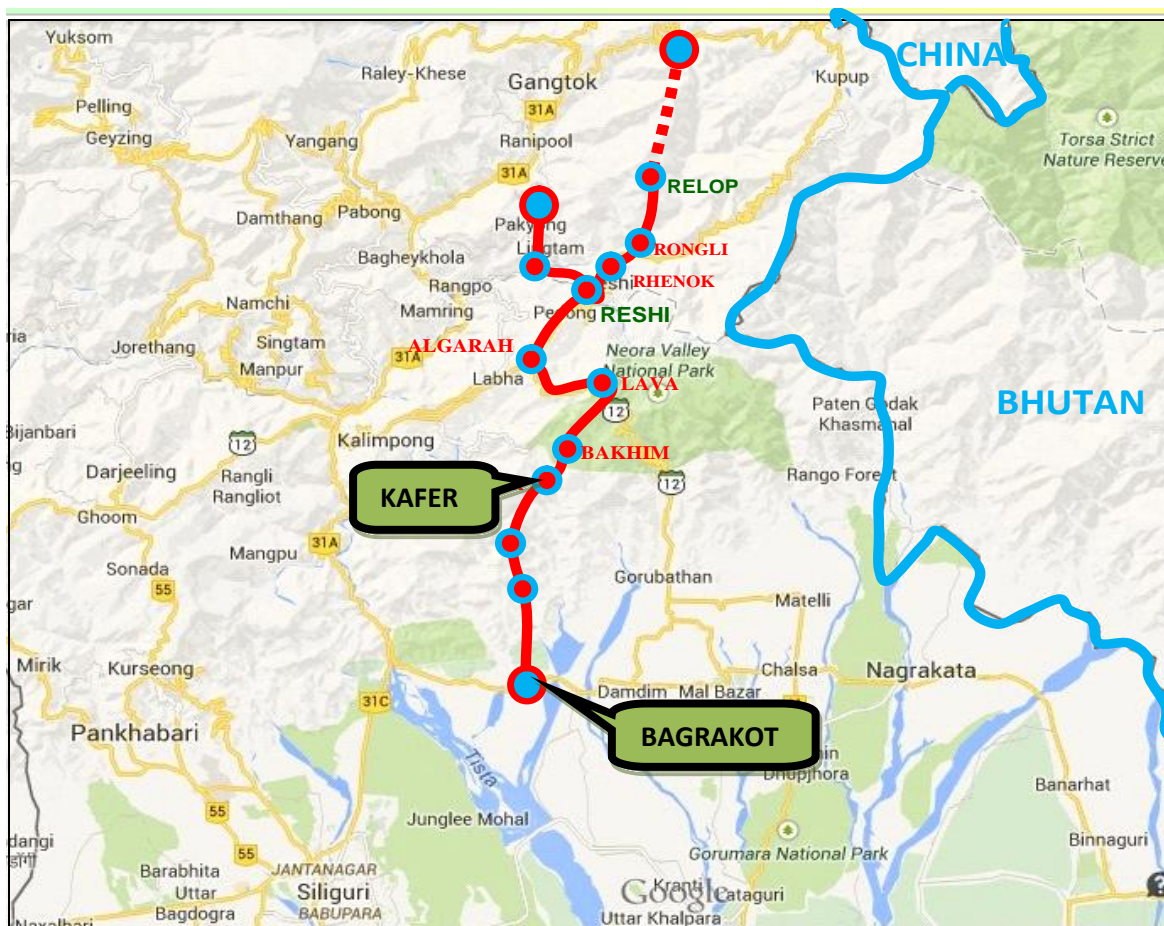 Yuksom
CHINA
Raley-Khese
Gangtok
Kupup
Pelling
31A
Torsa Strict
Nature Reserve
Geyzing
Yangang
Ranipool
31A
RELOP
Damthang
Pabong
Pakyong
Lingtam
RONGLI
Bagheykhola
RHENOK
Rangpo
Namchi
Mamring
RESHI
Jorethang
Singtam
ALGARAH
31A
Neora Valley
National Park
Manpur
Labha
LAVA
BHUTAN
12
Paten Godak
Khasmahal
Bijanbari
12
Kalimpong
BAKHIM
Darjeeling
Rangli
Rangliot
KAFER
12
Rango Forest
Ghoom
31A
Mangpu
Sonada
55
Gorubathan
Matelli
Mirik
Kurseong
Chalsa
Nagrakata
31C
Damdim
Mal Bazar
Pankhabari
BAGRAKOT
Tista
Dhupjhora
Banarhat
55
Junglee Mohal
55
Binnaguri
Gorumara National Park
Barabhita
JANTANAGAR
Uttar
Bagdogra
Siliguri
BABUPARA
Google
Kranti
Uttar Khalpara